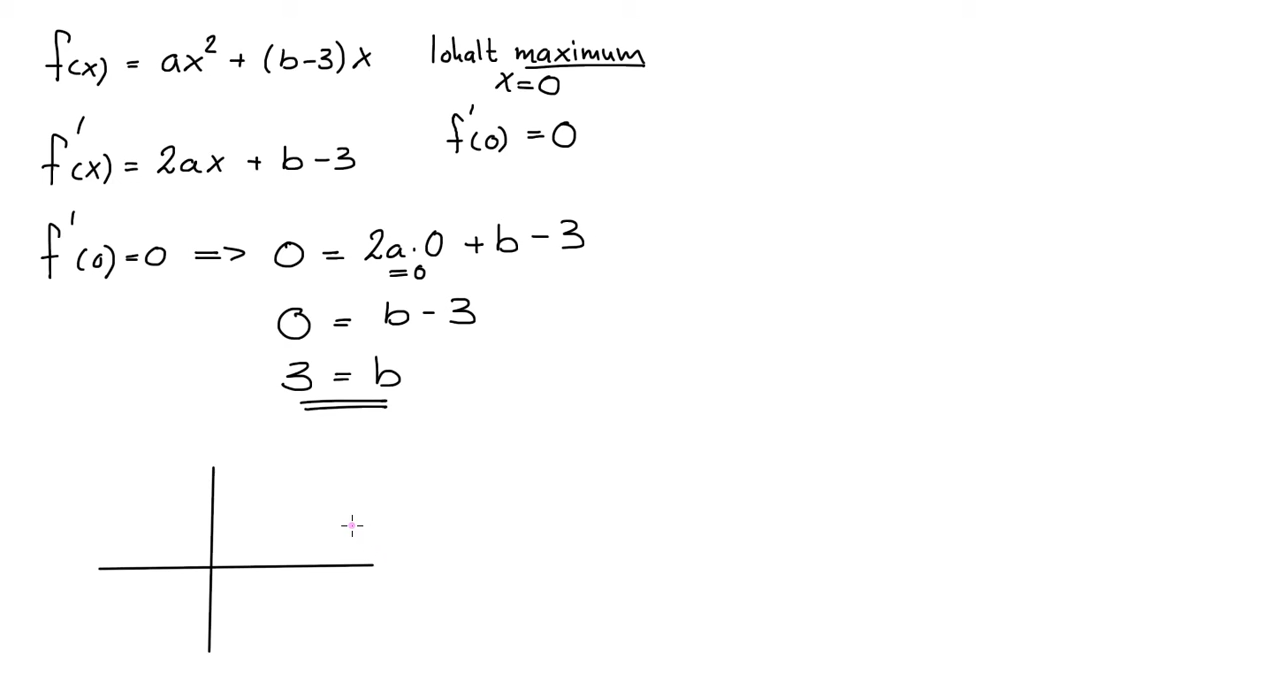 f(x) = ax² + (b-3)x
lokalt maximum
x=0
f'(0) = 0
f'(x) = 2ax + b-3
f'(0)=0 => 0 = 2a·0 + b-3
=0
0 = b-3
3 = b